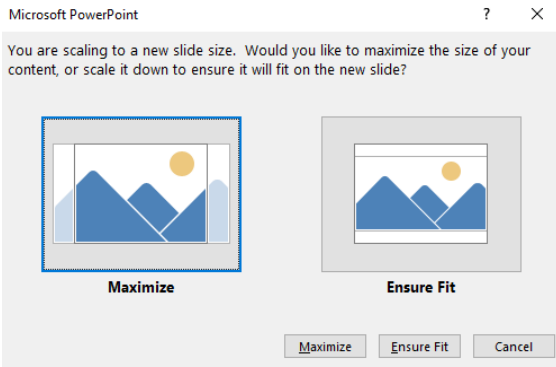 Microsoft PowerPoint ? ×
You are scaling to a new slide size. Would you like to maximize the size of your
content, or scale it down to ensure it will fit on the new slide?
Maximize Ensure Fit
Maximize Ensure Fit Cancel